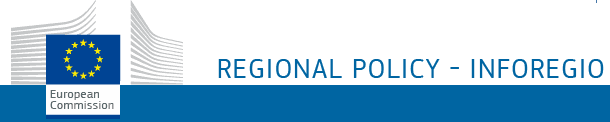 REGIONAL POLICY - INFOREGIO
European
Commission